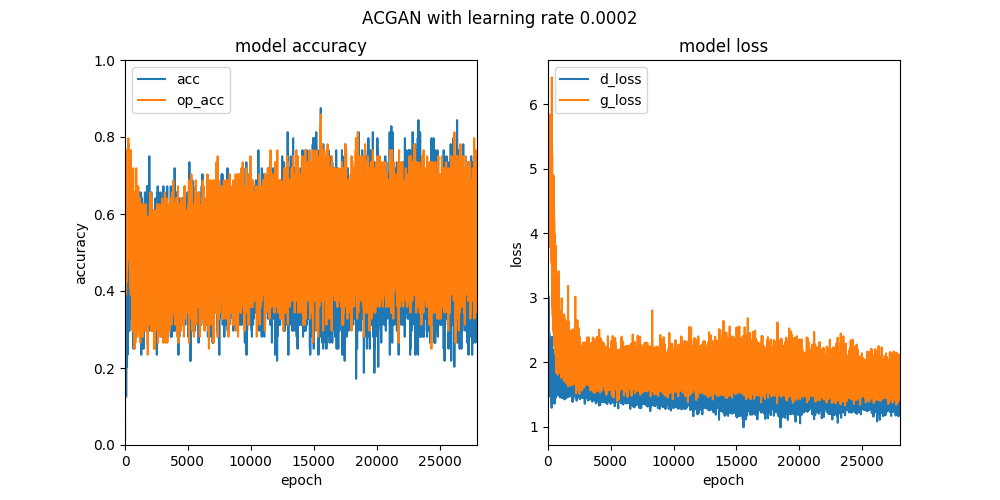 ACGAN with learning rate 0.0002
model accuracy
acc
op_acc
1.0
0.8
0.6
0.4
0.2
0.0
accuracy
0 5000 10000 15000 20000 25000
epoch
model loss
d_loss
g_loss
6
5
4
3
2
1
loss
0 5000 10000 15000 20000 25000
epoch